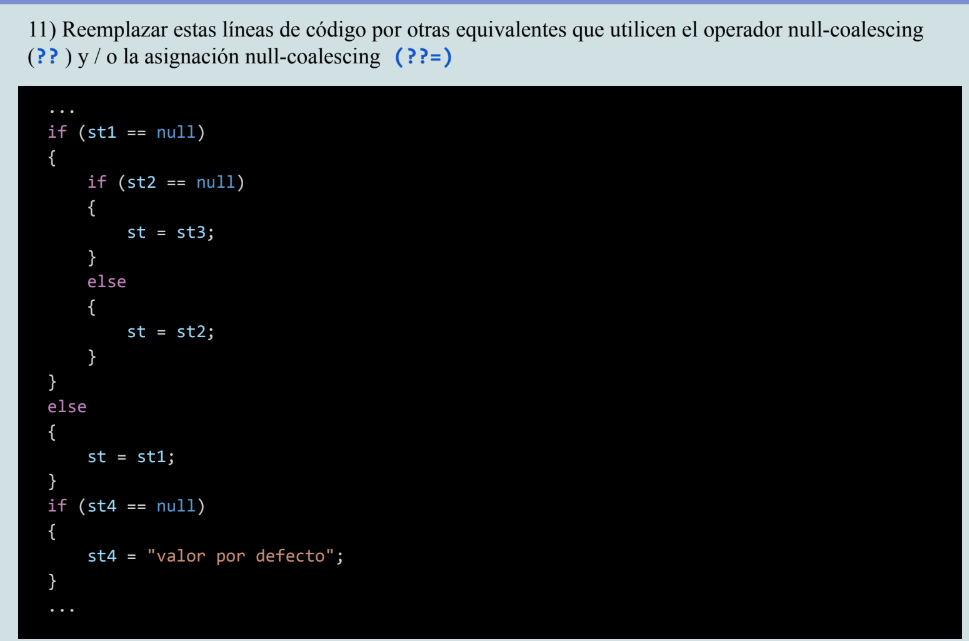 11) Reemplazar estas líneas de código por otras equivalentes que utilicen el operador null-coalescing
(?? ) y / o la asignación null-coalescing (??=)
...
if (st1 == null)
{
    if (st2 == null)
    {
        st = st3;
    }
    else
    {
        st = st2;
    }
}
else
{
    st = st1;
}
if (st4 == null)
{
    st4 = "valor por defecto";
}
...